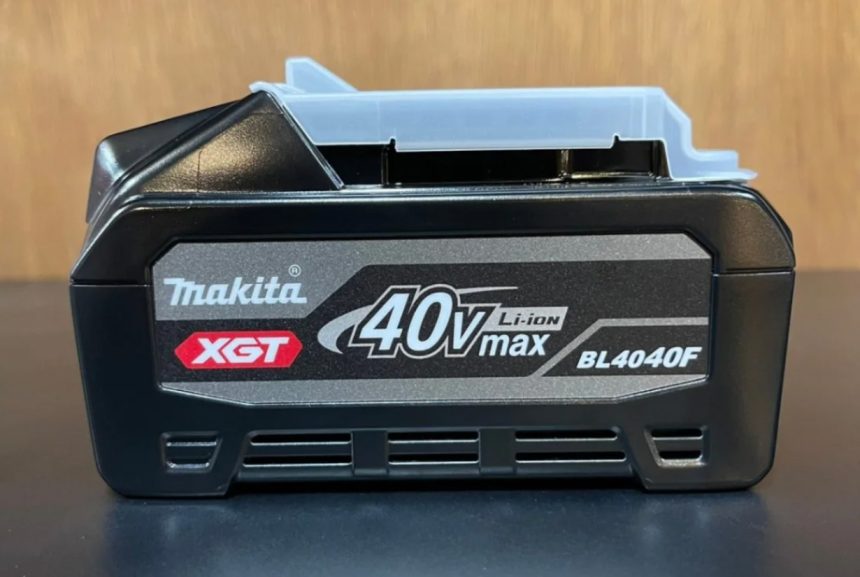 makita®
XGT
40v max
Li-ion
BL4040F